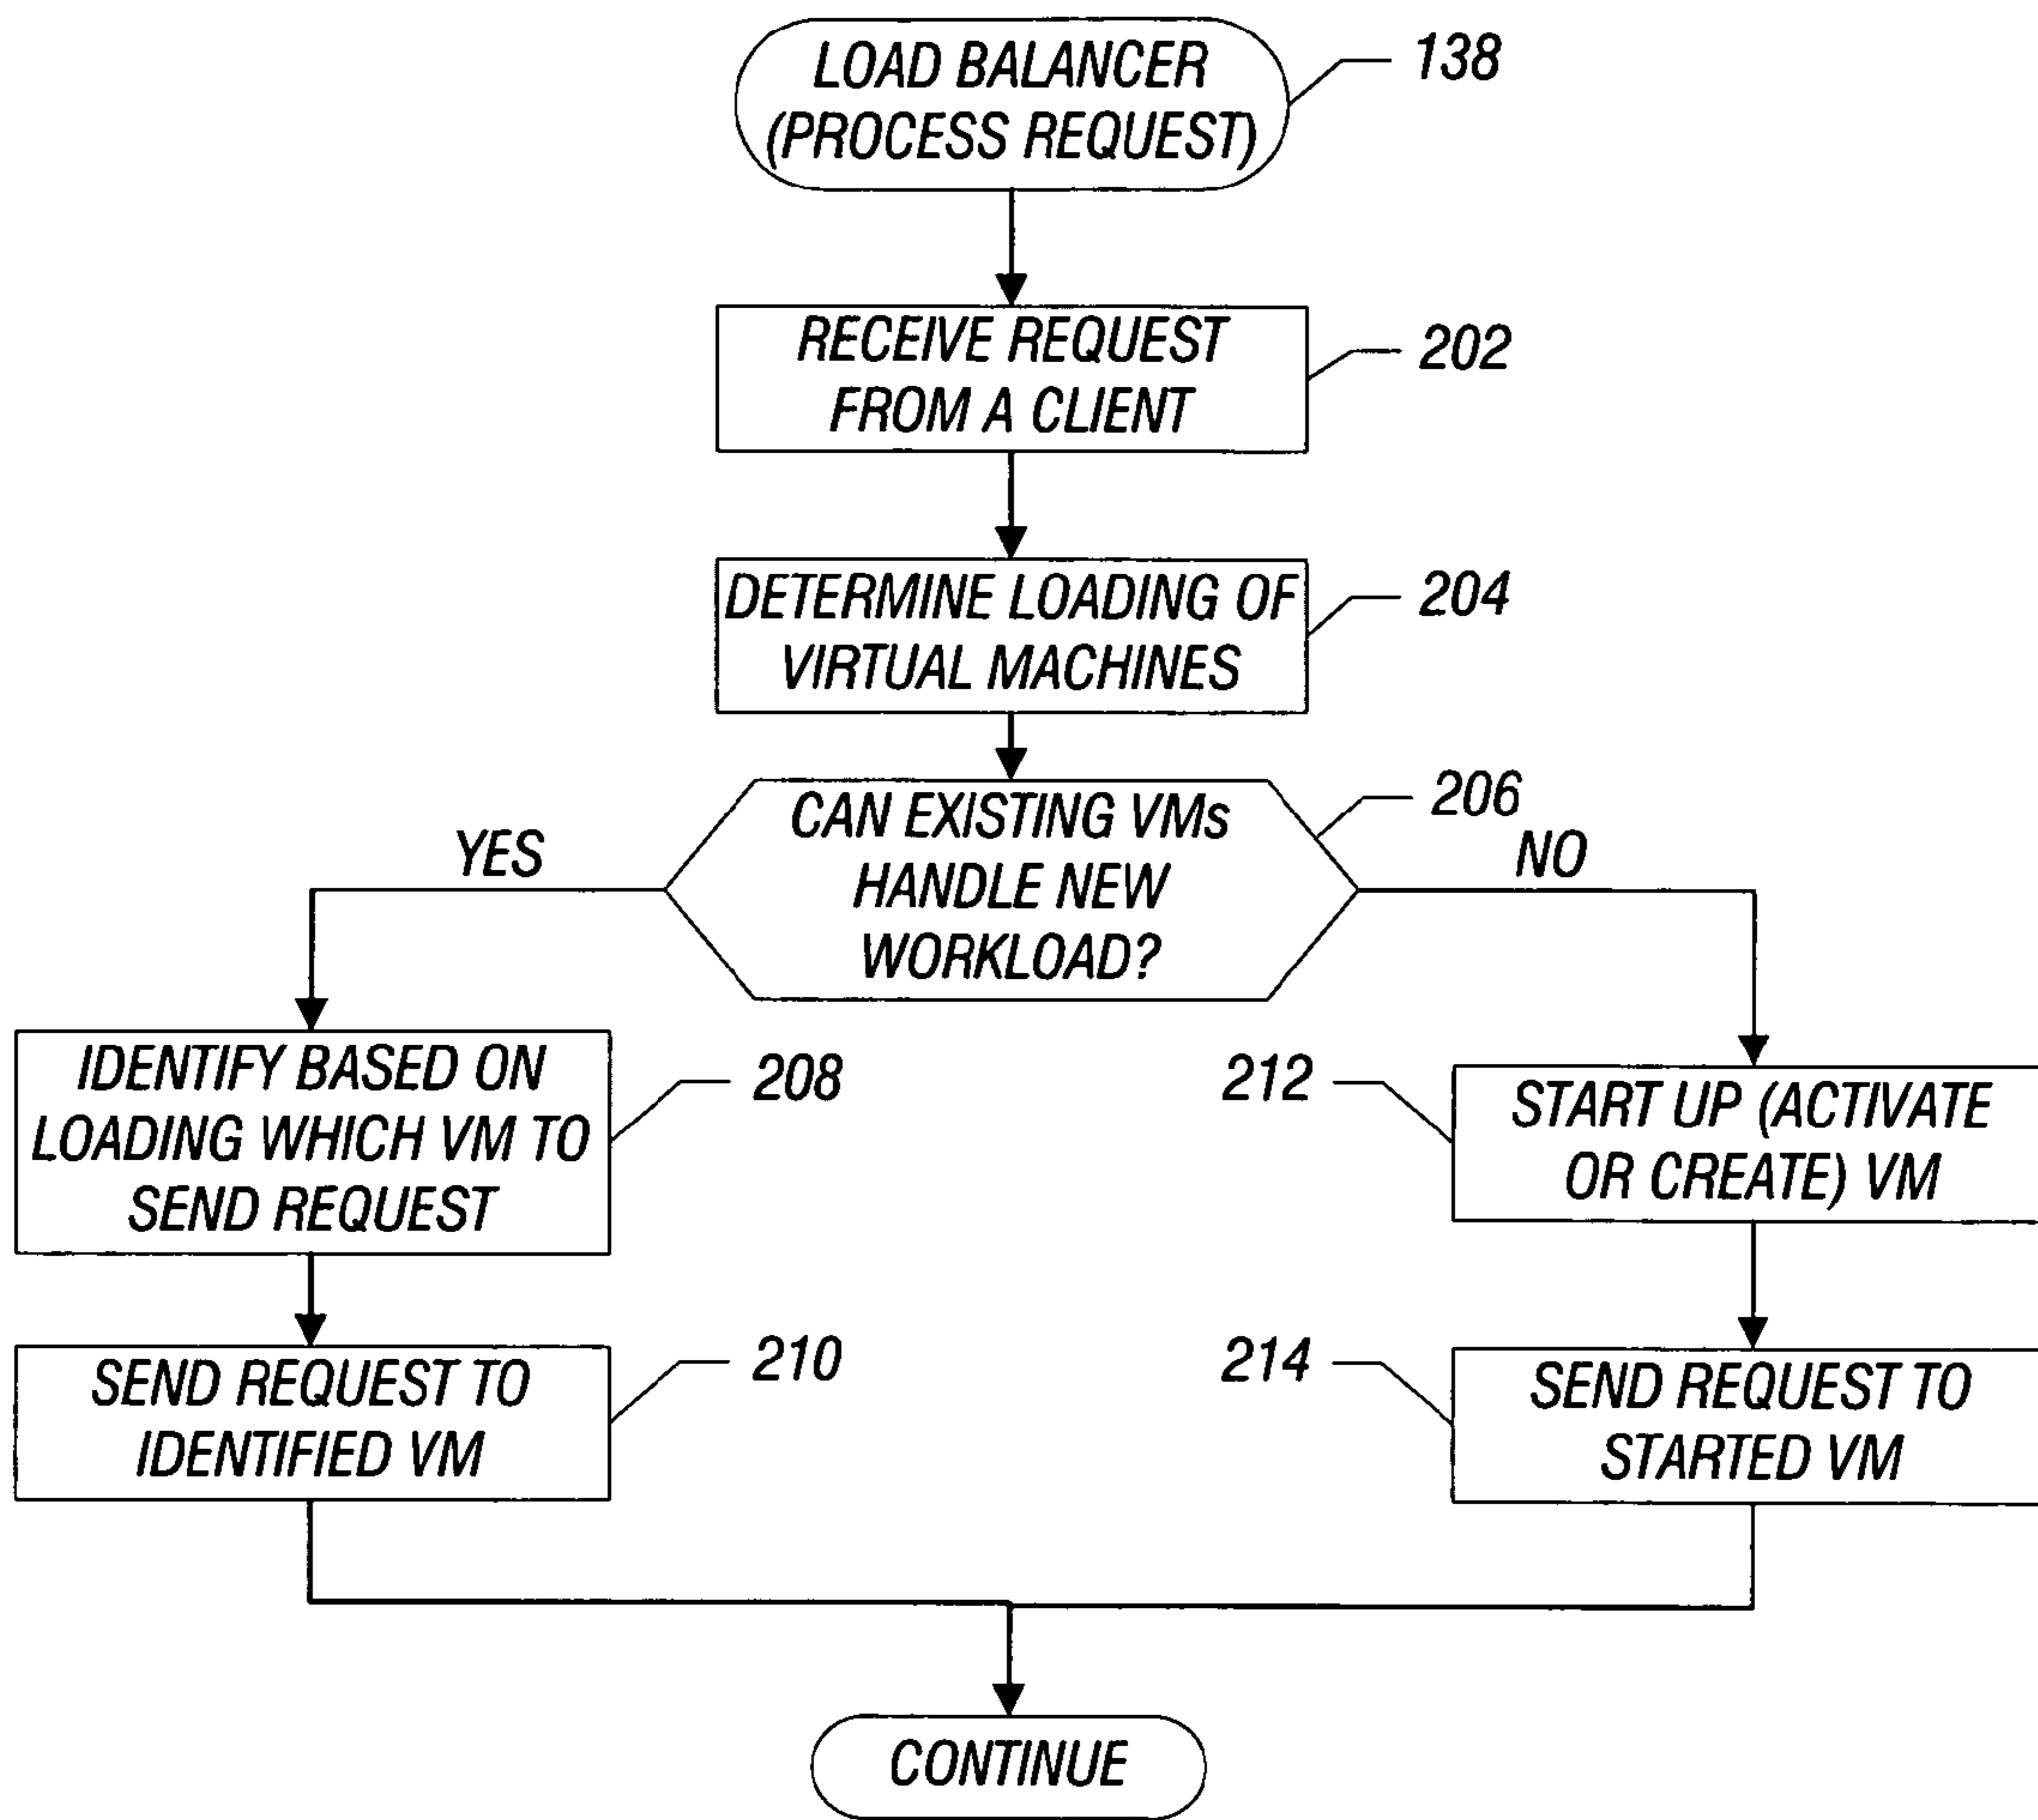 LOAD BALANCER
(PROCESS REQUEST)
138
RECEIVE REQUEST
FROM A CLIENT
202
DETERMINE LOADING OF
VIRTUAL MACHINES
204
CAN EXISTING VMs
HANDLE NEW
WORKLOAD?
206
YES
NO
IDENTIFY BASED ON
LOADING WHICH VM TO
SEND REQUEST
208
212
START UP (ACTIVATE
OR CREATE) VM
SEND REQUEST TO
IDENTIFIED VM
210
214
SEND REQUEST TO
STARTED VM
CONTINUE